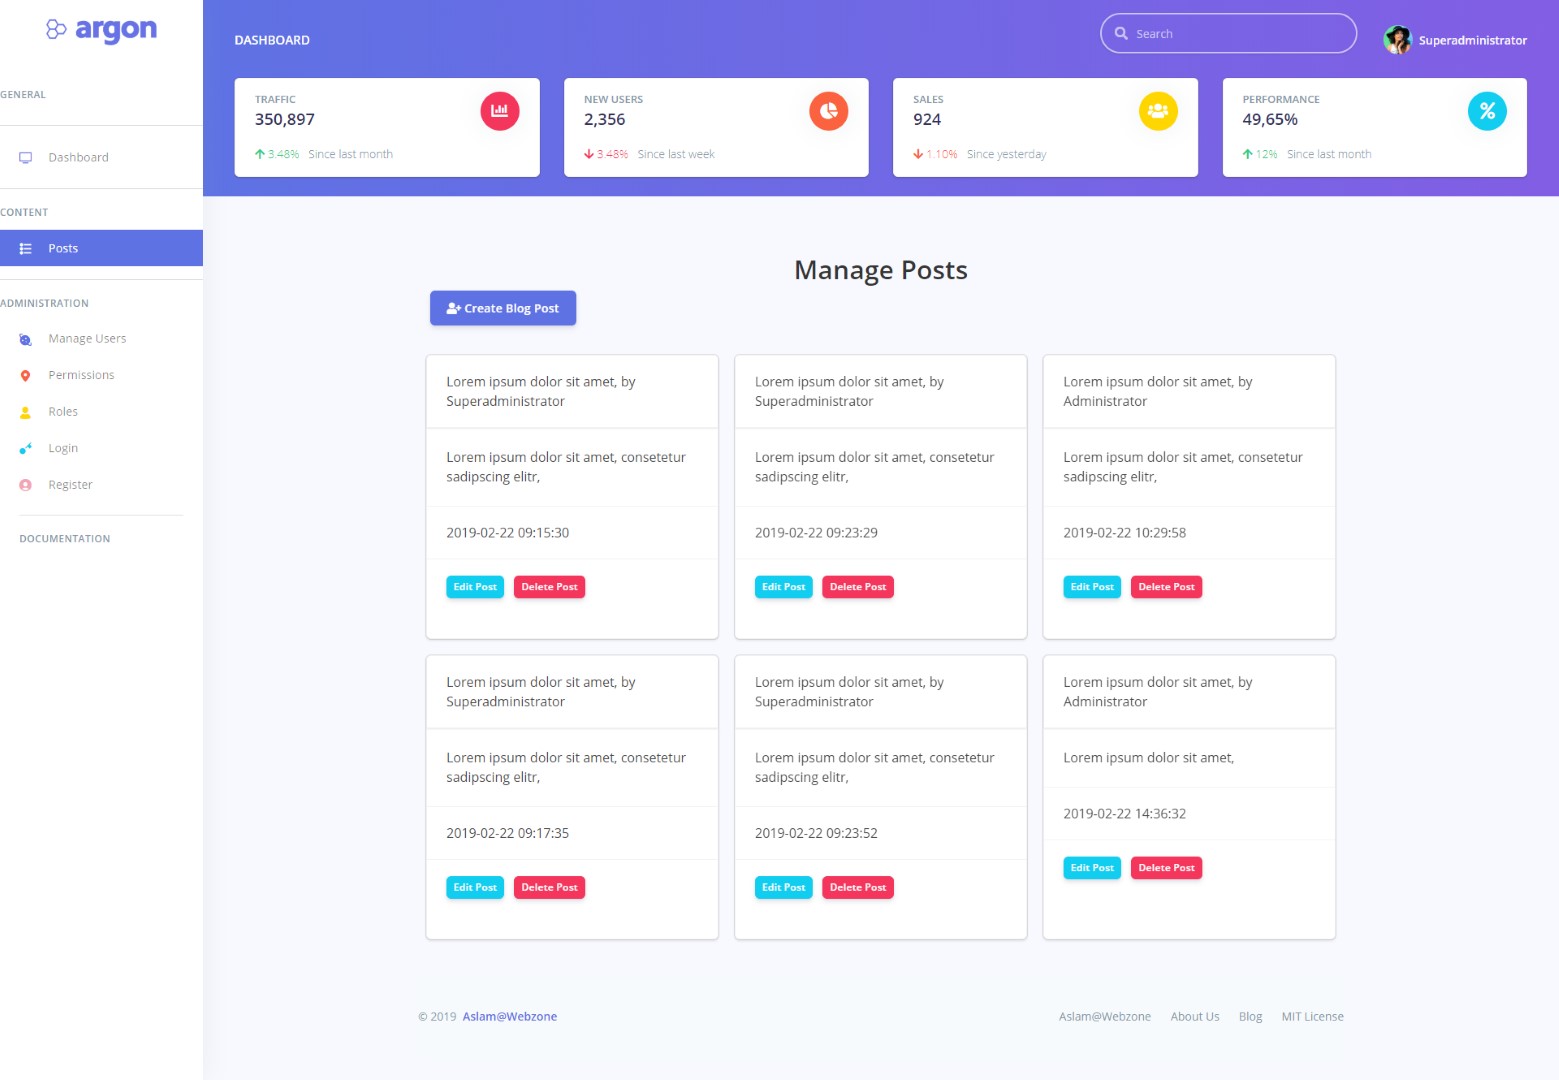 argon
GENERAL
Dashboard
CONTENT
Posts
ADMINISTRATION
Manage Users
Permissions
Roles
Login
Register
DOCUMENTATION
DASHBOARD
Search
Superadministrator
TRAFFIC
350,897
3.48% Since last month
NEW USERS
2,356
3.48% Since last week
SALES
924
1.10% Since yesterday
PERFORMANCE
49,65%
12% Since last month
Manage Posts
Create Blog Post
Lorem ipsum dolor sit amet, by
Superadministrator
Lorem ipsum dolor sit amet, consetetur
sadipscing elitr,
2019-02-22 09:15:30
Edit Post Delete Post
Lorem ipsum dolor sit amet, by
Superadministrator
Lorem ipsum dolor sit amet, consetetur
sadipscing elitr,
2019-02-22 09:23:29
Edit Post Delete Post
Lorem ipsum dolor sit amet, by
Administrator
Lorem ipsum dolor sit amet, consetetur
sadipscing elitr,
2019-02-22 10:29:58
Edit Post Delete Post
Lorem ipsum dolor sit amet, by
Superadministrator
Lorem ipsum dolor sit amet, consetetur
sadipscing elitr,
2019-02-22 09:17:35
Edit Post Delete Post
Lorem ipsum dolor sit amet, by
Superadministrator
Lorem ipsum dolor sit amet, consetetur
sadipscing elitr,
2019-02-22 09:23:52
Edit Post Delete Post
Lorem ipsum dolor sit amet, by
Administrator
Lorem ipsum dolor sit amet,
2019-02-22 14:36:32
Edit Post Delete Post
© 2019 Aslam@Webzone
Aslam@Webzone About Us Blog MIT License